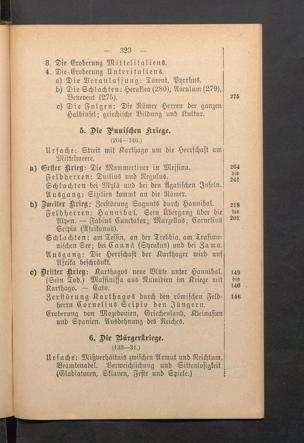 — 323 —
3. Die Eroberung Mittelitaliens.
4. Die Eroberung Unteritaliens.
a) Die Veranlassung: Tarent, Pyrrhus.
b) Die Schlachten: Heraklea (280), Asculum (279),
Benevent (275). 275
c) Die Folgen: Die Römer Herren der ganzen
Halbinsel; griechische Bildung und Kultur.
5. Die Punischen Kriege.
(264—146.)
Ursache: Streit mit Karthago um die Herrschaft am
Mittelmeere.
a) Erster Krieg: Die Mamertiner in Messina. 264
Feldherren: Duilius und Regulus. bis
Schlachten bei Mylä und bei den Ägatischen Inseln. 241
Ausgang: Sizilien kommt an die Römer.
b) Zweiter Krieg: Zerstörung Sagunts durch Hannibal. 218
Feldherren: Hannibal. Sein Übergang über die bis
Alpen. — Fabius Cunctator; Marzellus; Cornelius 201
Scipio (Afrikanus).
Schlachten: am Tessin, an der Trebbia, am Trasime-
nischen See; bei Cannä (Syrakus) und bei Zama.
Ausgang: Die Herrschaft der Karthager wird auf
Afrika beschränkt.
c) Dritter Krieg: Karthagos neue Blüte unter Hannibal. 149
(Sein Tod.) Massinissa aus Numidien im Kriege mit bis
Karthago. — Cato. 146
Zerstörung Karthagos durch den römischen Feld- 146
herrn Cornelius Scipio den Jüngern.
Eroberung von Mazedonien, Griechenland, Kleinasien
und Spanien. Ausdehnung des Reiches.
6. Die Bürgerkriege.
(133—31.)
Ursache: Mißverhältnis zwischen Armut und Reichtum.
Beamtenadel. Verweichlichung und Sittenlosigkeit
(Gladiatoren, Sklaven, Feste und Spiele.)